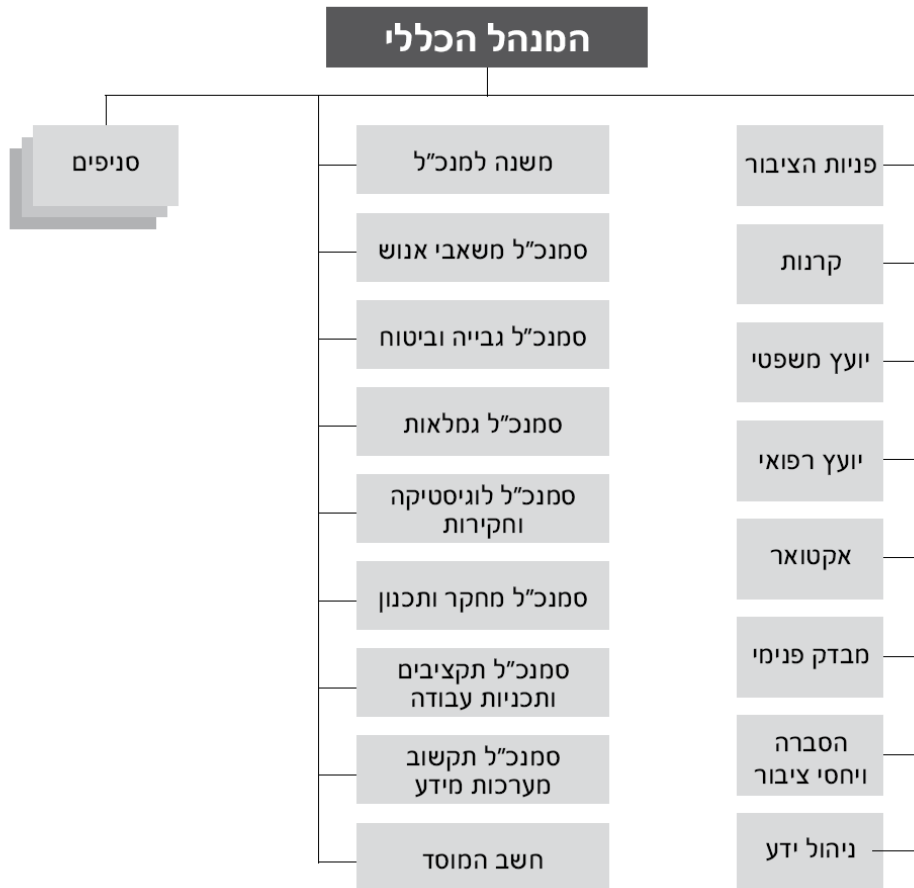 המנהל הכללי
פניות הציבור
קרנות
יועץ משפטי
יועץ רפואי
אקטואר
מבדק פנימי
הסברה
ויחסי ציבור
ניהול ידע
משנה למנכ״ל
סמנכ״ל משאבי אנוש
סמנכ״ל גבייה וביטוח
סמנכ״ל גמלאות
סמנכ״ל לוגיסטיקה
וחקירות
סמנכ״ל מחקר ותכנון
סמנכ״ל תקציבים
ותכניות עבודה
סמנכ״ל תקשוב
מערכות מידע
חשב המוסד
סניפים